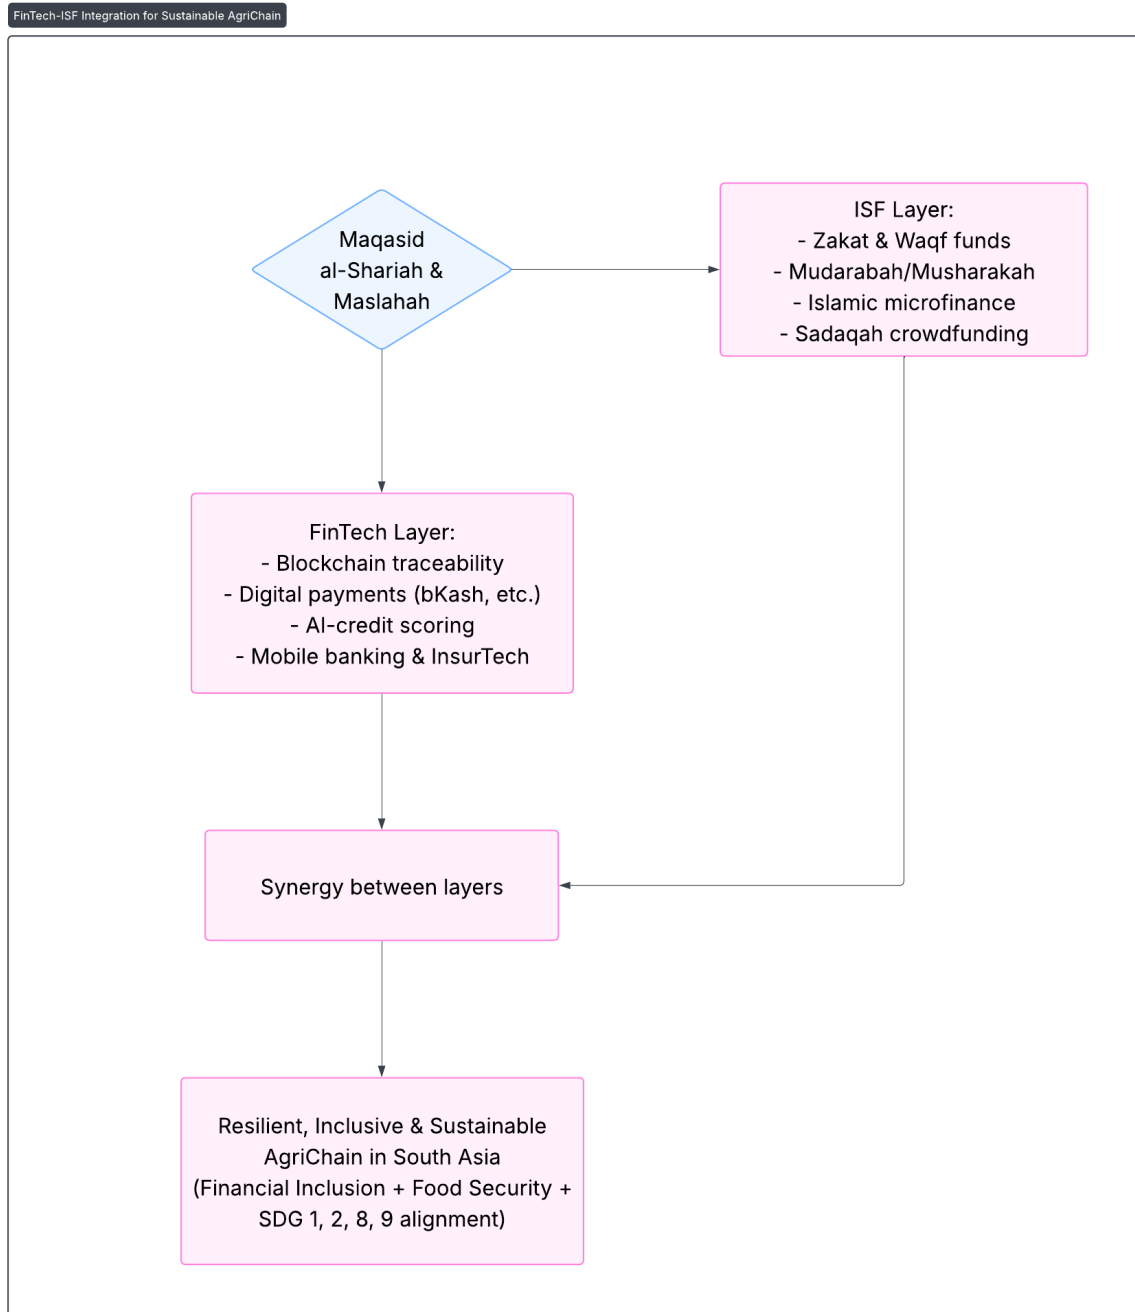 FinTech-ISF Integration for Sustainable AgriChain
Maqasid
al-Shariah &
Maslahah
ISF Layer:
- Zakat & Waqf funds
- Mudarabah/Musharakah
- Islamic microfinance
- Sadaqah crowdfunding
FinTech Layer:
- Blockchain traceability
- Digital payments (bKash, etc.)
- AI-credit scoring
- Mobile banking & InsurTech
Synergy between layers
Resilient, Inclusive & Sustainable
AgriChain in South Asia
(Financial Inclusion + Food Security +
SDG 1, 2, 8, 9 alignment)